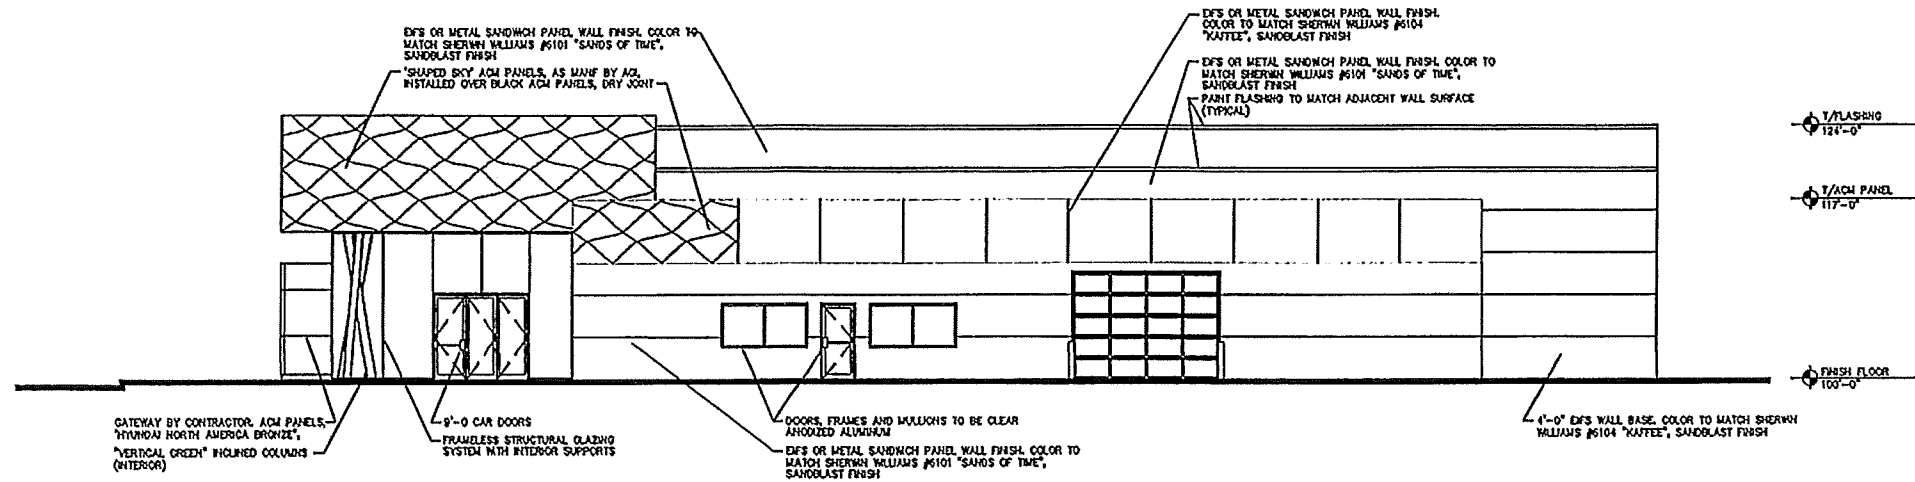 EIFS OR METAL SANDWICH PANEL WALL FINISH. COLOR TO
MATCH SHERWIN WILLIAMS #6101 "SANDS OF TIME",
SANDBLAST FINISH
'SHAPED SKY' ACM PANELS, AS MANF BY ACI,
INSTALLED OVER BLACK ACM PANELS, DRY JOINT
EIFS OR METAL SANDWICH PANEL WALL FINISH.
COLOR TO MATCH SHERWIN WILLIAMS #6104
"KAFFEE", SANDBLAST FINISH
EIFS OR METAL SANDWICH PANEL WALL FINISH. COLOR TO
MATCH SHERWIN WILLIAMS #6101 "SANDS OF TIME",
SANDBLAST FINISH
PAINT FLASHING TO MATCH ADJACENT WALL SURFACE
(TYPICAL)
T/FLASHING
124'-0"
T/ACM PANEL
117'-0"
FINISH FLOOR
100'-0"
GATEWAY BY CONTRACTOR. ACM PANELS,
"HYUNDAI NORTH AMERICA BRONZE",
"VERTICAL GREEN" INCLINED COLUMNS
(INTERIOR)
9'-0 CAR DOORS
FRAMELESS STRUCTURAL GLAZING
SYSTEM WITH INTERIOR SUPPORTS
DOORS, FRAMES AND MULLIONS TO BE CLEAR
ANODIZED ALUMINUM
EIFS OR METAL SANDWICH PANEL WALL FINISH. COLOR TO
MATCH SHERWIN WILLIAMS #6101 "SANDS OF TIME",
SANDBLAST FINISH
4'-0" EIFS WALL BASE. COLOR TO MATCH SHERWIN
WILLIAMS #6104 "KAFFEE", SANDBLAST FINISH